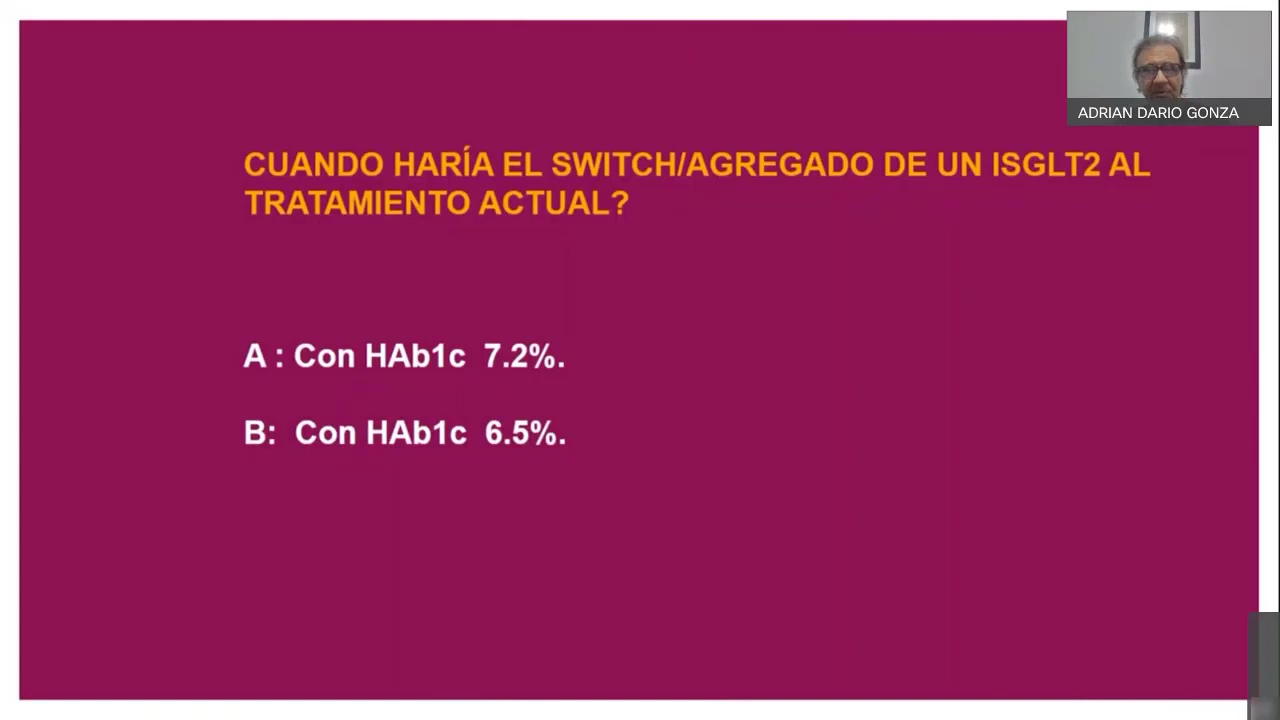 ADRIAN DARIO GONZA
CUANDO HARÍA EL SWITCH/AGREGADO DE UN ISGLT2 AL
TRATAMIENTO ACTUAL?
A : Con HAb1c 7.2%.
B: Con HAb1c 6.5%.